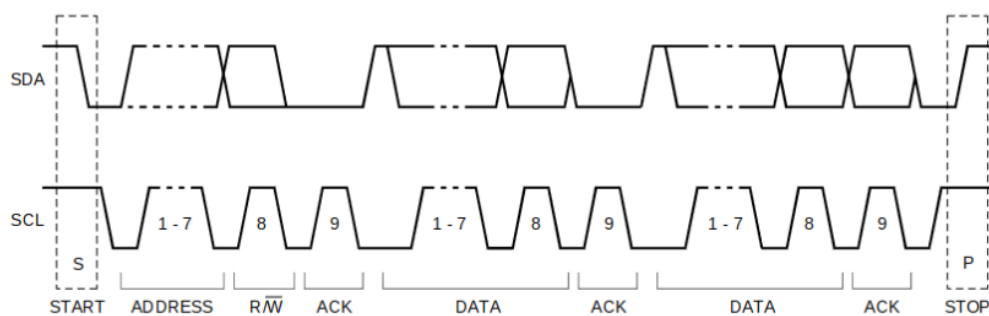 SDA
SCL
1 - 7 8 9 1 - 7 8 9 1 - 7 8 9
S P
START ADDRESS R/W̅ ACK DATA ACK DATA ACK STOP